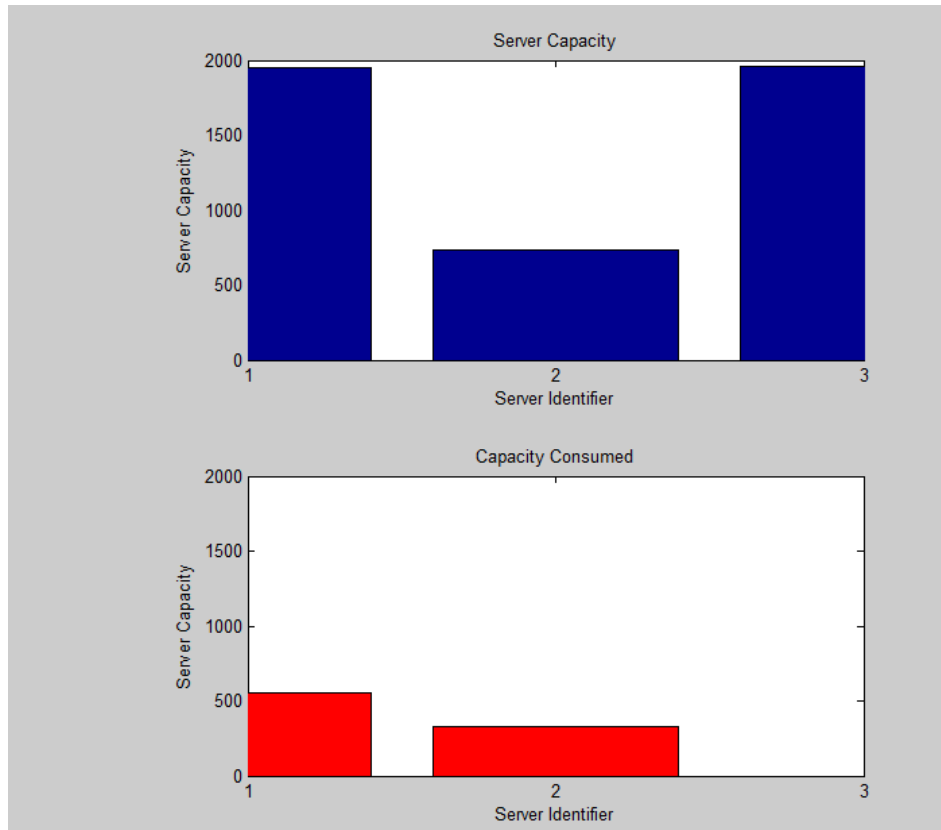 Server Capacity
2000
1500
1000
500
0
Server Capacity
1 2 3
Server Identifier
Capacity Consumed
2000
1500
1000
500
0
Server Capacity
1 2 3
Server Identifier